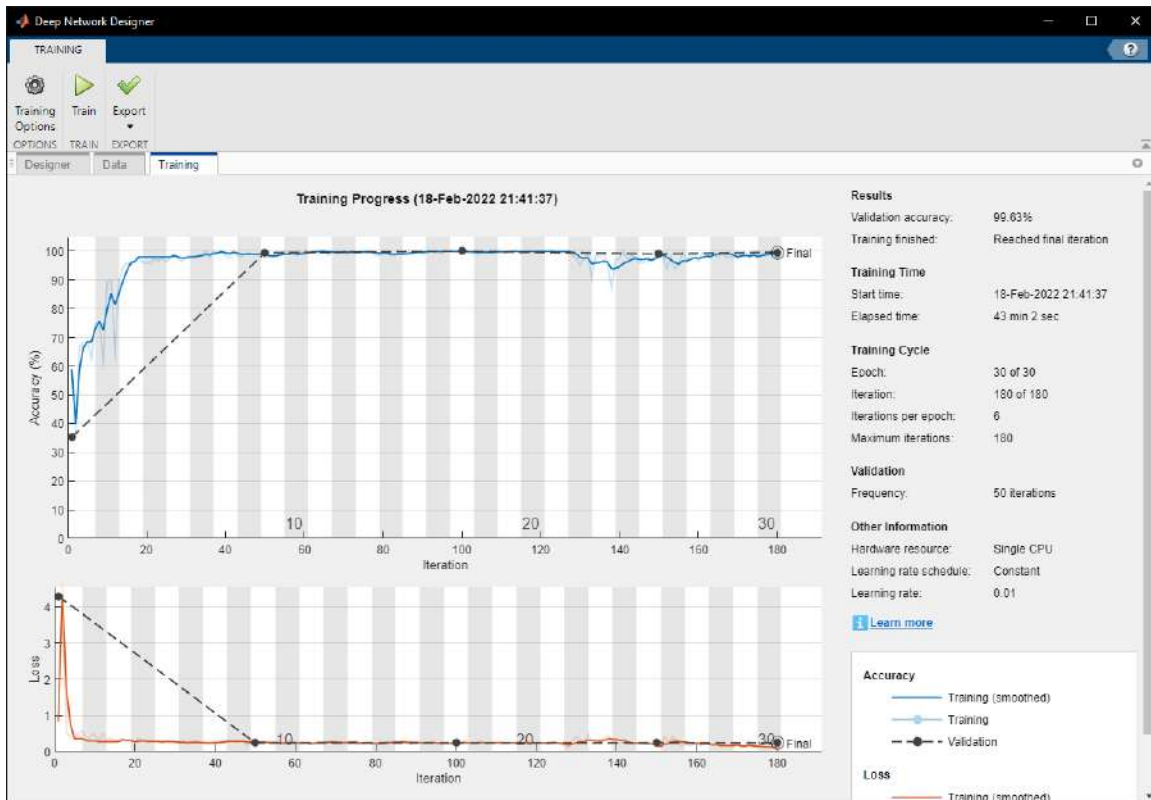 Deep Network Designer
TRAINING
Training Options
Train
Export
OPTIONS
TRAIN
EXPORT
Designer
Data
Training
Training Progress (18-Feb-2022 21:41:37)
Accuracy (%)
100
90
80
70
60
50
40
30
20
10
0
10
20
30
Final
0 20 40 60 80 100 120 140 160 180
Iteration
Loss
4
3
2
1
0
10
20
30
Final
0 20 40 60 80 100 120 140 160 180
Iteration
Results
Validation accuracy: 99.63%
Training finished: Reached final iteration
Training Time
Start time: 18-Feb-2022 21:41:37
Elapsed time: 43 min 2 sec
Training Cycle
Epoch: 30 of 30
Iteration: 180 of 180
Iterations per epoch: 6
Maximum iterations: 180
Validation
Frequency: 50 iterations
Other Information
Hardware resource: Single CPU
Learning rate schedule: Constant
Learning rate: 0.01
i Learn more
Accuracy
Training (smoothed)
Training
Validation
Loss
Training (smoothed)